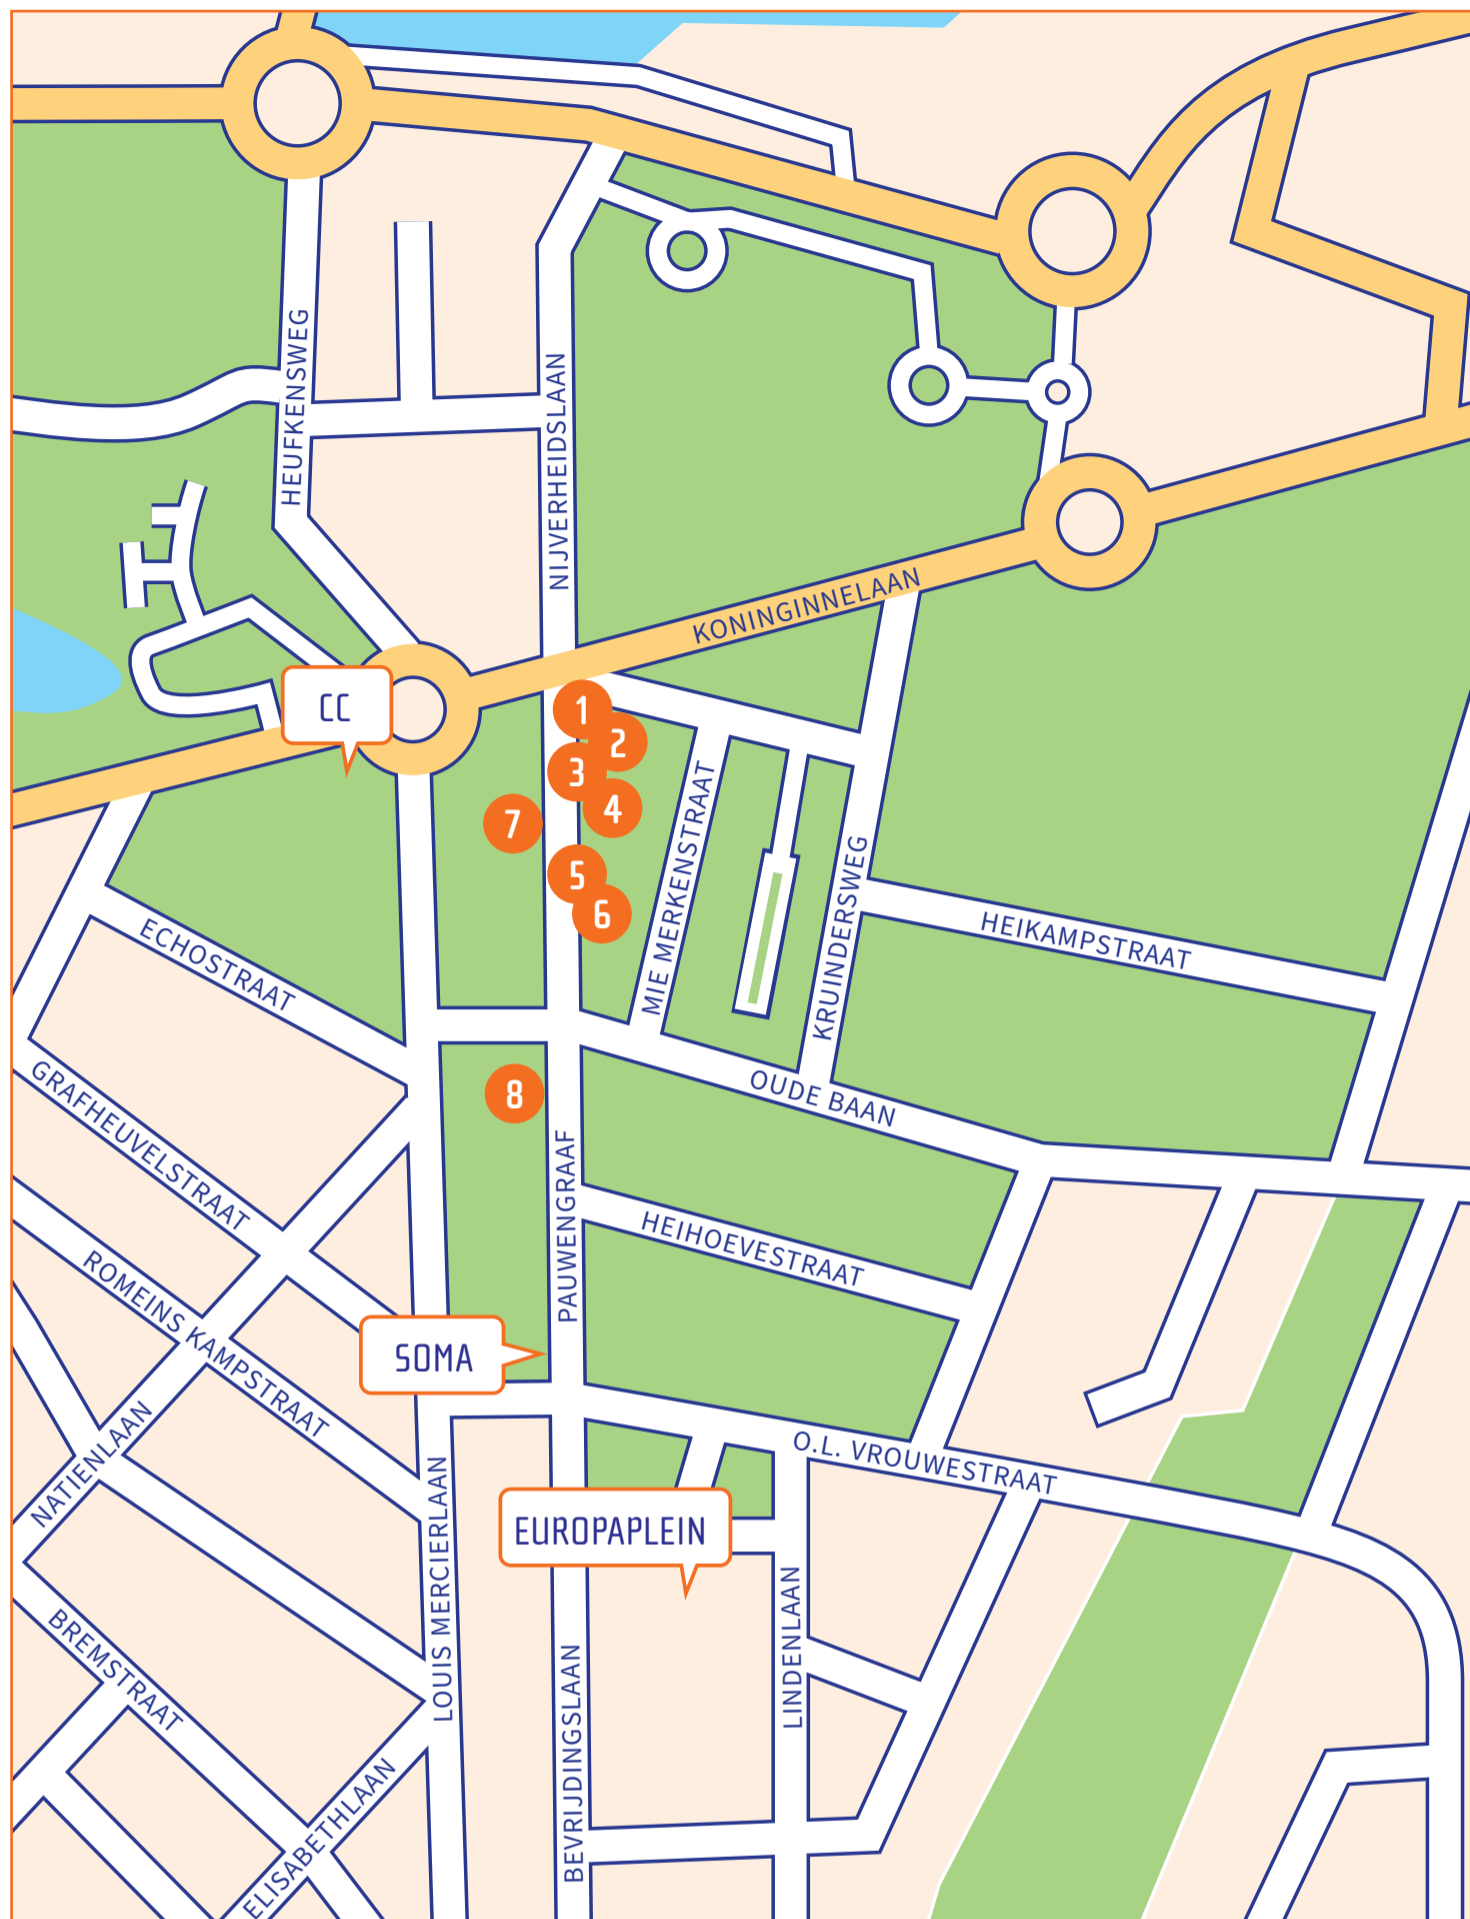 HEUFKENSWEG
NIJVERHEIDSLAAN
KONINGINNELAAN
CC
1
2
3
4
7
5
6
MIE MERKENSTRAAT
KRUINDERSWEG
HEIKAMPSTRAAT
ECHOSTRAAT
GRAFHEUVELSTRAAT
8
OUDE BAAN
PAUWENGRAAF
HEIHOEVESTRAAT
ROMEINS KAMPSTRAAT
SOMA
NATIENLAAN
O.L. VROUWESTRAAT
LOUIS MERCIERLAAN
EUROPAPLEIN
LINDENLAAN
BREMSTRAAT
BEVRIJDINGSLAAN
ELISABETHLAAN